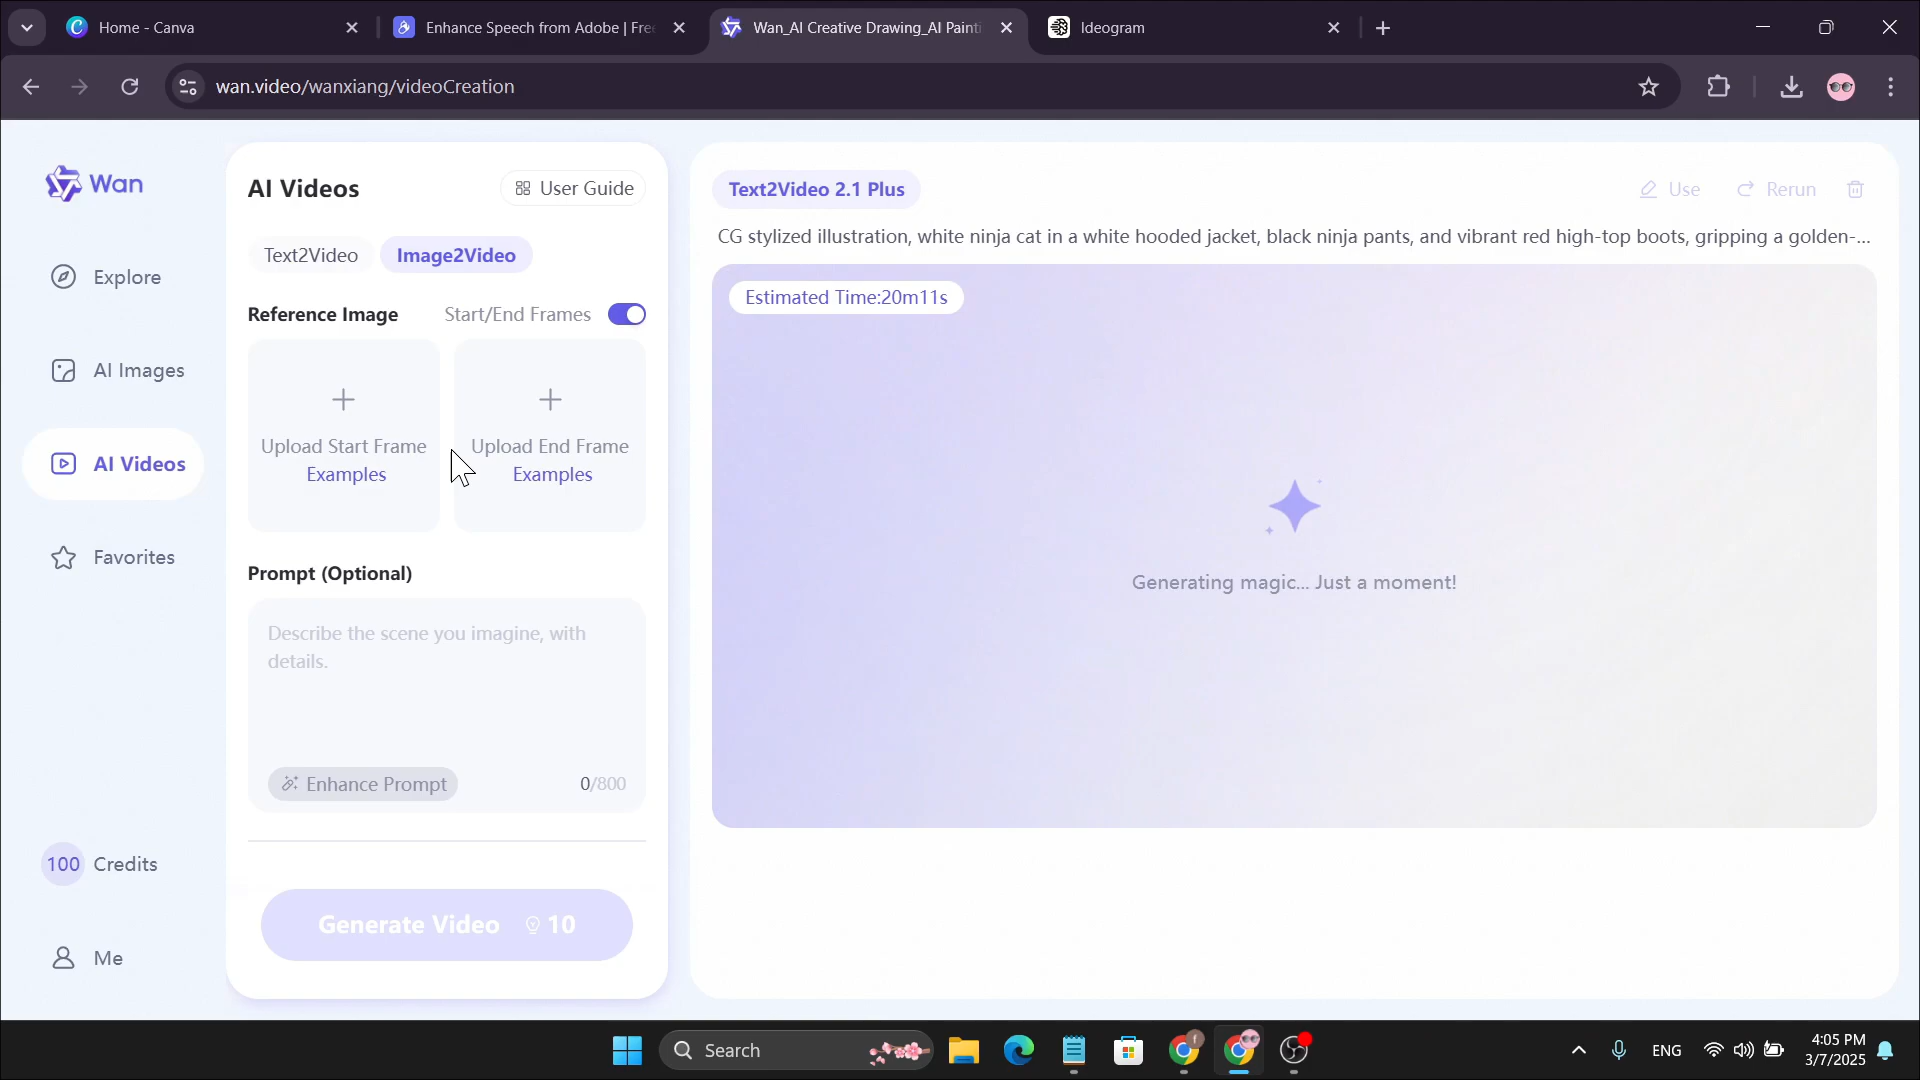 Home - Canva
Enhance Speech from Adobe | Free
Wan_AI Creative Drawing_AI Painti
Ideogram
wan.video/wanxiang/videoCreation
Wan
Explore
AI Images
AI Videos
Favorites
100 Credits
Me
AI Videos
User Guide
Text2Video
Image2Video
Reference Image
Start/End Frames
Upload Start Frame
Examples
Upload End Frame
Examples
Prompt (Optional)
Describe the scene you imagine, with
details.
Enhance Prompt
0/800
Generate Video 10
Text2Video 2.1 Plus
Use
Rerun
CG stylized illustration, white ninja cat in a white hooded jacket, black ninja pants, and vibrant red high-top boots, gripping a golden-...
Estimated Time:20m11s
Generating magic... Just a moment!
Search
ENG
4:05 PM
3/7/2025